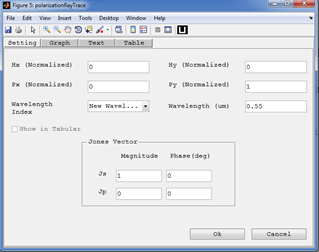 Figure 5: polarizationRayTrace
File Edit View Insert Tools Desktop Window Help
Setting Graph Text Table
Hx (Normalized) 0 Hy (Normalized) 0
Px (Normalized) 0 Py (Normalized) 1
Wavelength Index New Wavel... Wavelength (um) 0.55
Show in Tabular
Jones Vector
Magnitude Phase(deg)
Js 1 0
Jp 0 0
Ok Cancel